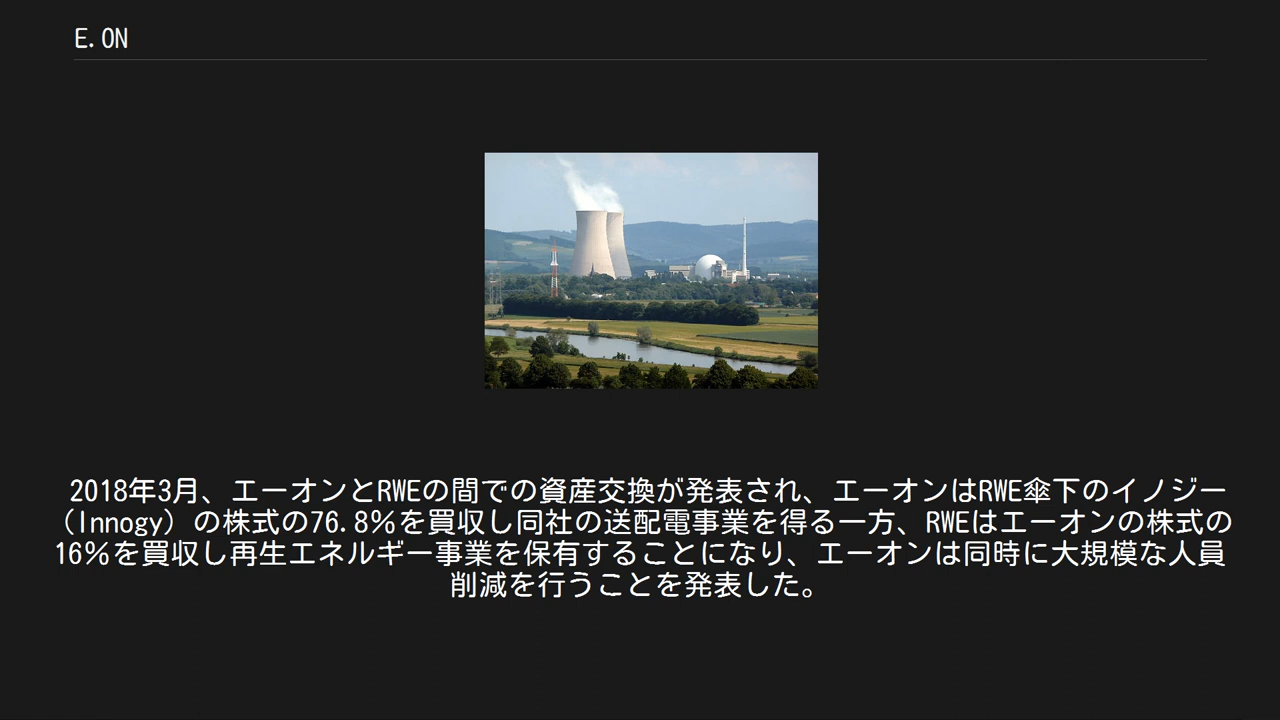 E.ON
2018年3月、エーオンとRWEの間での資産交換が発表され、エーオンはRWE傘下のイノジー
（Innogy）の株式の76.8％を買収し同社の送配電事業を得る一方、RWEはエーオンの株式の
16％を買収し再生エネルギー事業を保有することになり、エーオンは同時に大規模な人員
削減を行うことを発表した。